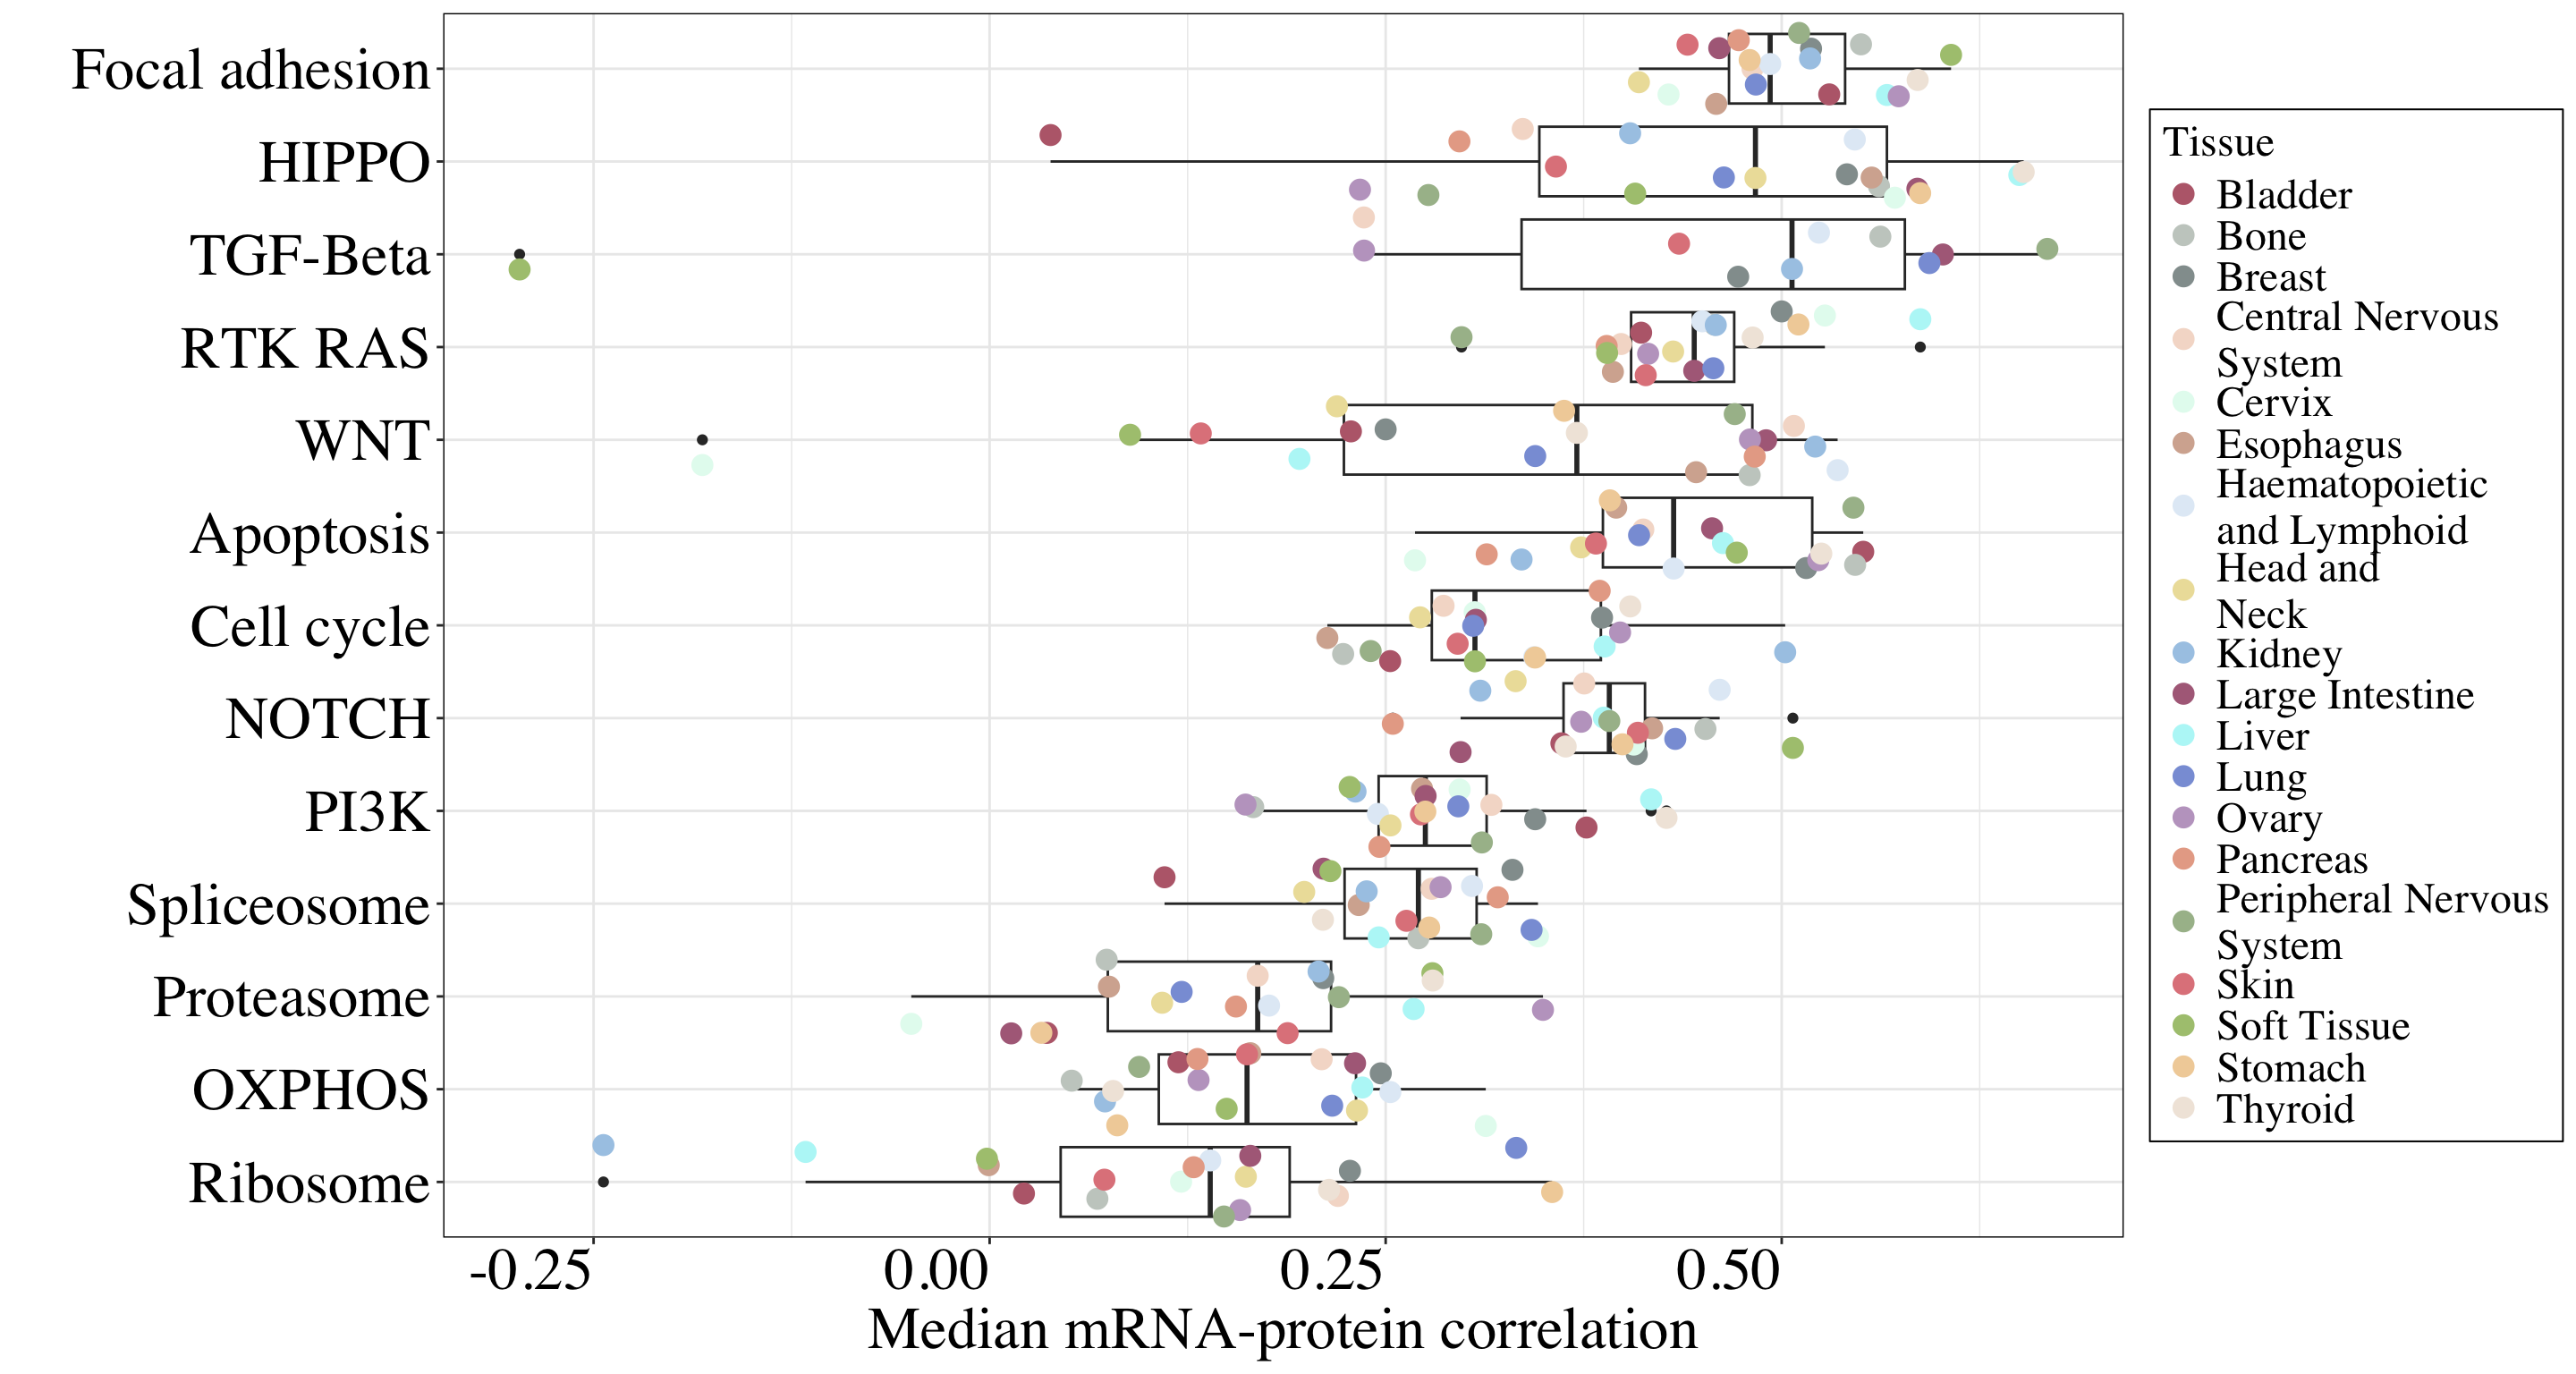 Focal adhesion
HIPPO
TGF-Beta
RTK RAS
WNT
Apoptosis
Cell cycle
NOTCH
PI3K
Spliceosome
Proteasome
OXPHOS
Ribosome
-0.25
0.00
0.25
0.50
Median mRNA-protein correlation
Tissue
Bladder
Bone
Breast
Central Nervous
System
Cervix
Esophagus
Haematopoietic
and Lymphoid
Head and
Neck
Kidney
Large Intestine
Liver
Lung
Ovary
Pancreas
Peripheral Nervous
System
Skin
Soft Tissue
Stomach
Thyroid